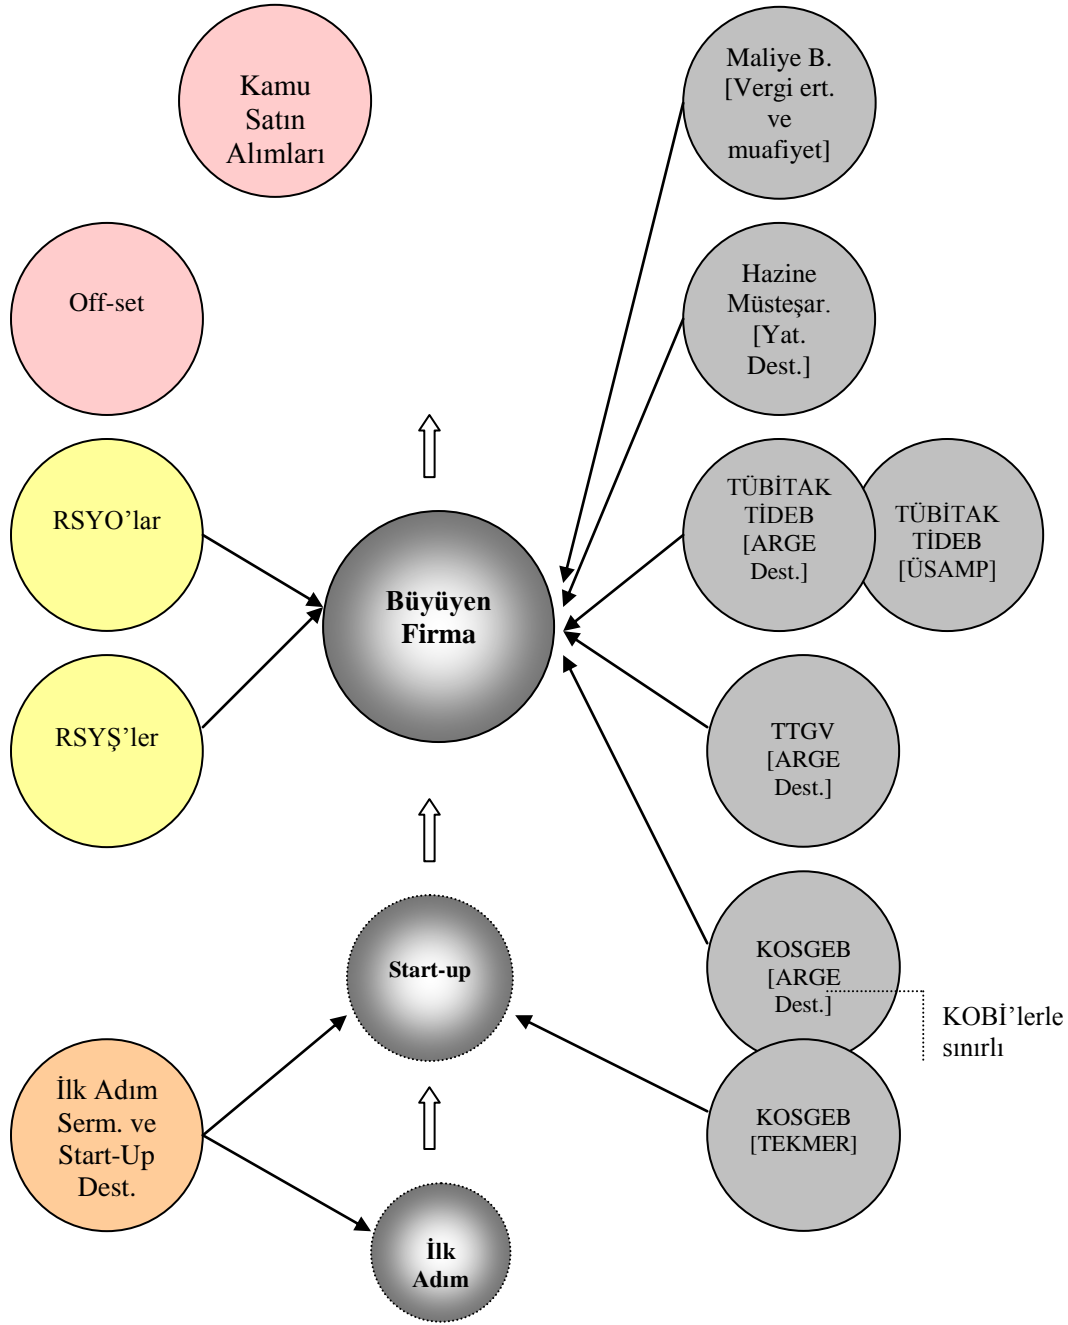 Kamu
Satın
Alımları
Maliye B.
[Vergi ert.
ve
muafiyet]
Off-set
Hazine
Müsteşar.
[Yat.
Dest.]
RSYO’lar
TÜBİTAK
TİDEB
[ARGE
Dest.]
TÜBİTAK
TİDEB
[ÜSAMP]
Büyüyen
Firma
RSYŞ’ler
TTGV
[ARGE
Dest.]
Start-up
KOSGEB
[ARGE
Dest.]
KOBİ’lerle
sınırlı
İlk Adım
Serm. ve
Start-Up
Dest.
KOSGEB
[TEKMER]
İlk
Adım